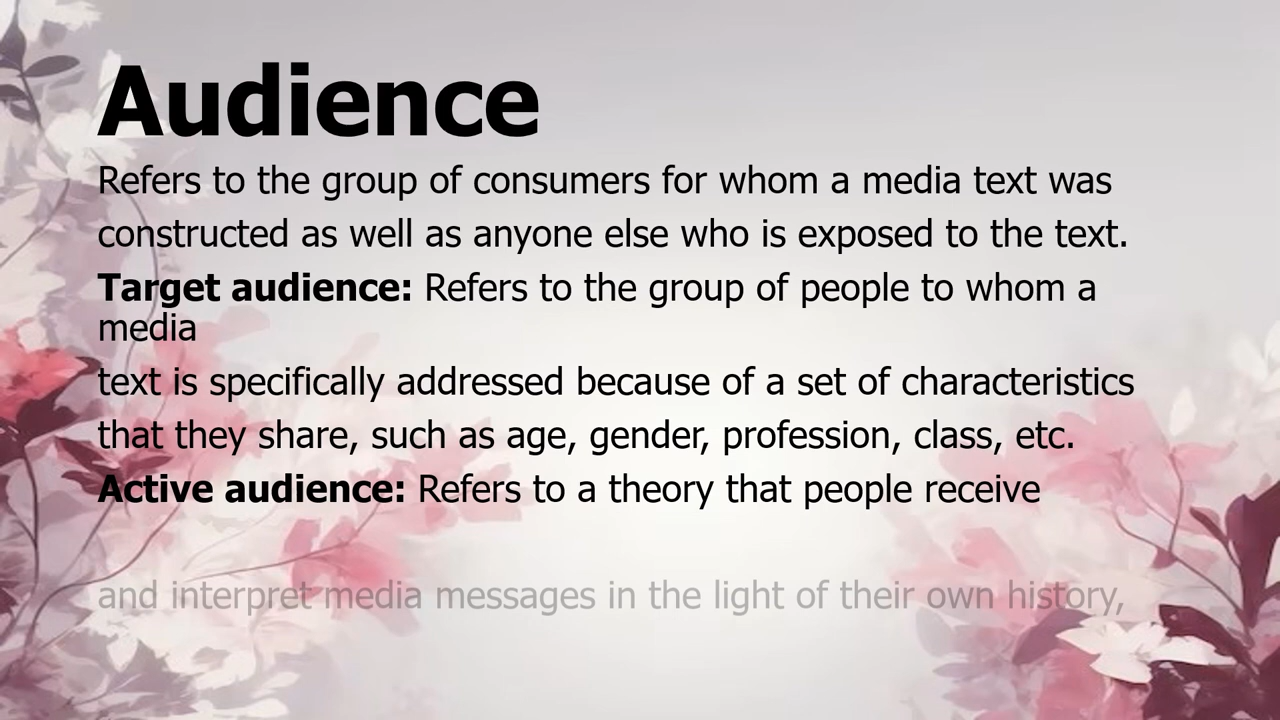 Audience
Refers to the group of consumers for whom a media text was
constructed as well as anyone else who is exposed to the text.
Target audience: Refers to the group of people to whom a
media
text is specifically addressed because of a set of characteristics
that they share, such as age, gender, profession, class, etc.
Active audience: Refers to a theory that people receive
and interpret media messages in the light of their own history,